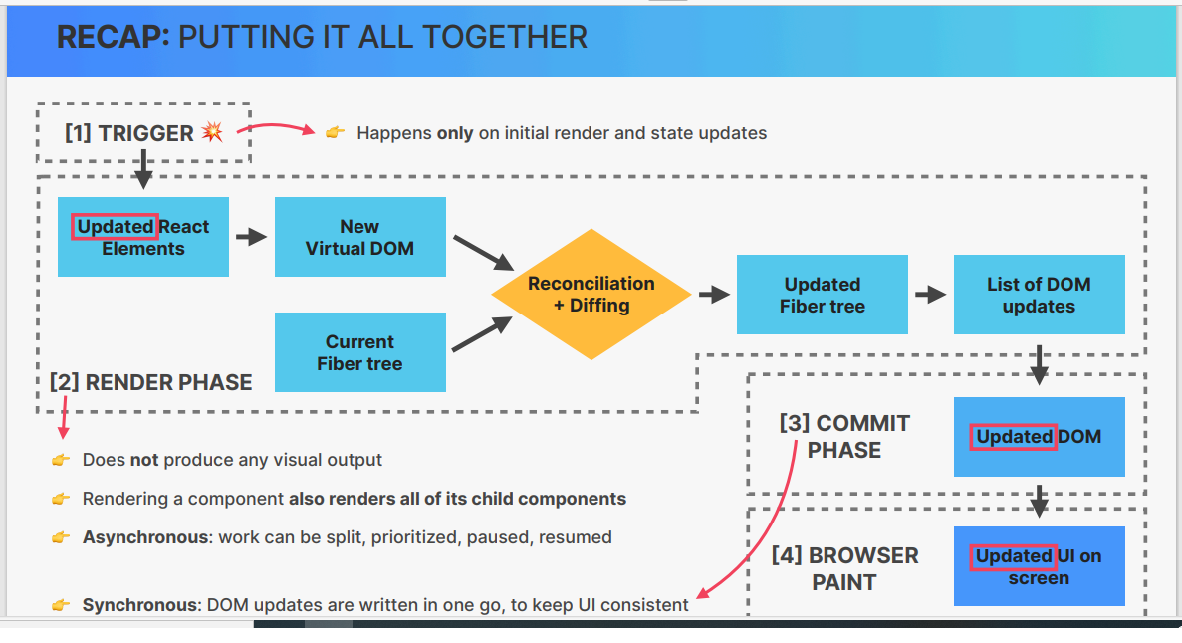 RECAP: PUTTING IT ALL TOGETHER
[1] TRIGGER 💥
👉 Happens only on initial render and state updates
Updated React
Elements
New
Virtual DOM
Current
Fiber tree
Reconciliation
+ Diffing
Updated
Fiber tree
List of DOM
updates
[2] RENDER PHASE
👉 Does not produce any visual output
👉 Rendering a component also renders all of its child components
👉 Asynchronous: work can be split, prioritized, paused, resumed
[3] COMMIT
PHASE
Updated DOM
👉 Synchronous: DOM updates are written in one go, to keep UI consistent
[4] BROWSER
PAINT
Updated UI on
screen